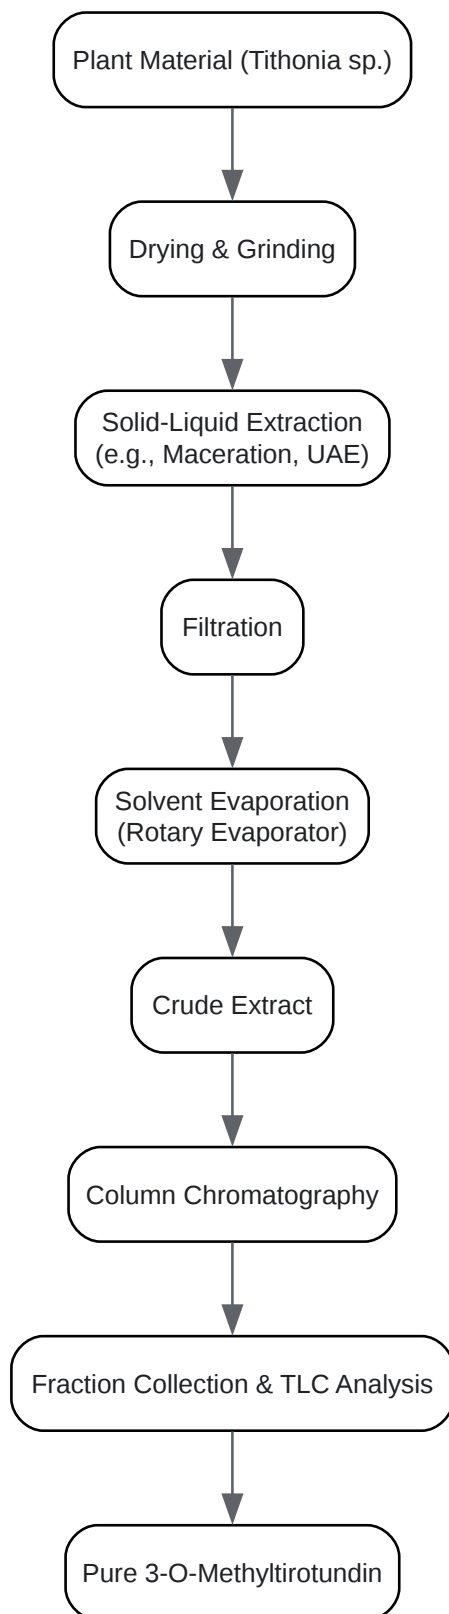 Plant Material (Tithonia sp.)
Drying & Grinding
Solid-Liquid Extraction
(e.g., Maceration, UAE)
Filtration
Solvent Evaporation
(Rotary Evaporator)
Crude Extract
Column Chromatography
Fraction Collection & TLC Analysis
Pure 3-O-Methyltirotundin